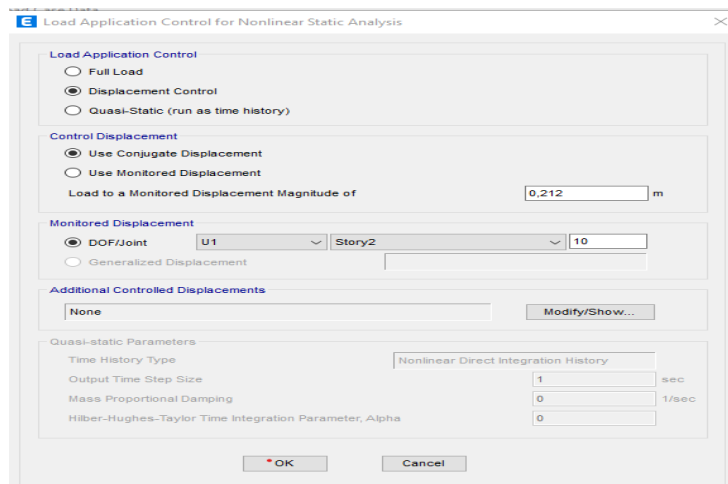 E Load Application Control for Nonlinear Static Analysis
Load Application Control
Full Load
Displacement Control
Quasi-Static (run as time history)
Control Displacement
Use Conjugate Displacement
Use Monitored Displacement
Load to a Monitored Displacement Magnitude of 0,212 m
Monitored Displacement
DOF/Joint U1 Story2 10
Generalized Displacement
Additional Controlled Displacements
None Modify/Show...
Quasi-static Parameters
Time History Type Nonlinear Direct Integration History
Output Time Step Size 1 sec
Mass Proportional Damping 0 1/sec
Hilber-Hughes-Taylor Time Integration Parameter, Alpha 0
*OK Cancel